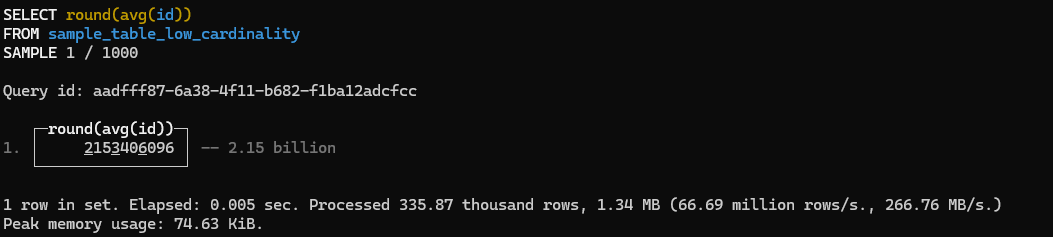 SELECT round(avg(id))
FROM sample_table_low_cardinality
SAMPLE 1 / 1000
Query id: aadfff87-6a38-4f11-b682-f1ba12adcfcc
round(avg(id))
1. 2153406096 -- 2.15 billion
1 row in set. Elapsed: 0.005 sec. Processed 335.87 thousand rows, 1.34 MB (66.69 million rows/s., 266.76 MB/s.)
Peak memory usage: 74.63 KiB.